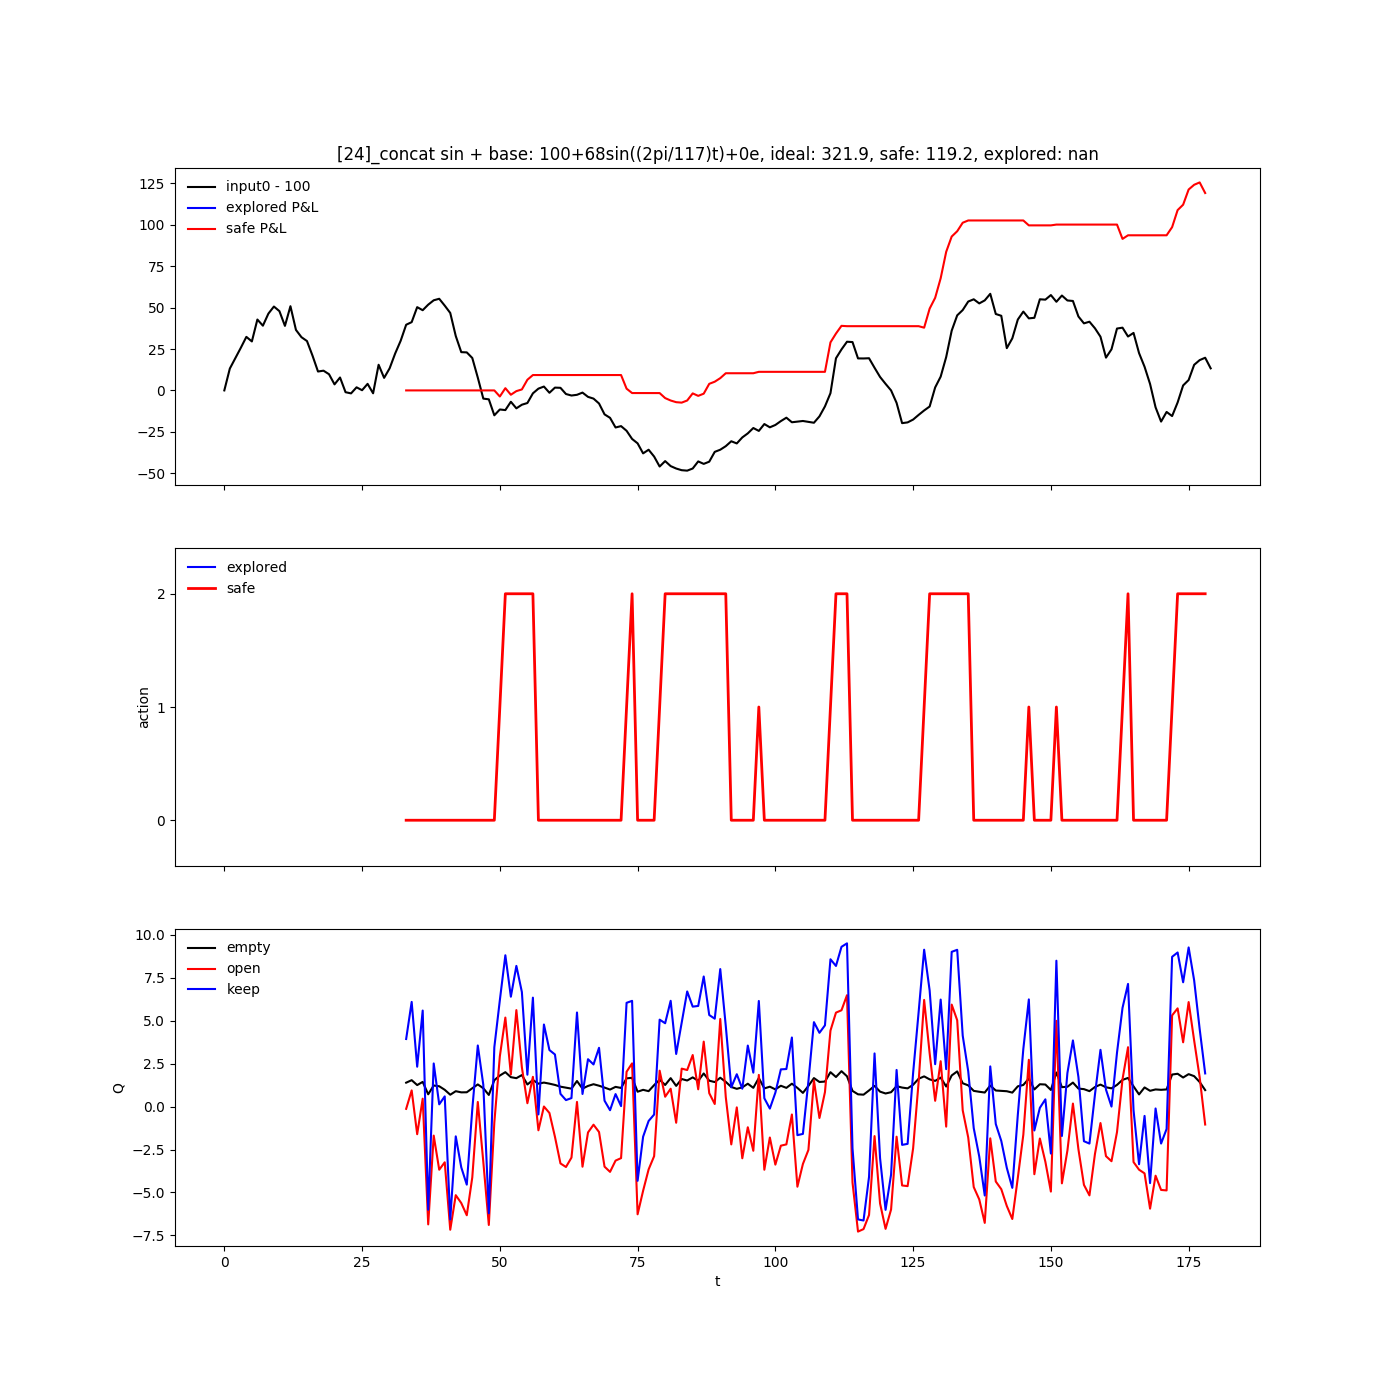 [24]_concat sin + base: 100+68sin((2pi/117)t)+0e, ideal: 321.9, safe: 119.2, explored: nan
input0 - 100
explored P&L
safe P&L
125
100
75
50
25
0
−25
−50
explored
safe
2
1
0
action
empty
open
keep
10.0
7.5
5.0
2.5
0.0
−2.5
−5.0
−7.5
Q
0 25 50 75 100 125 150 175
t